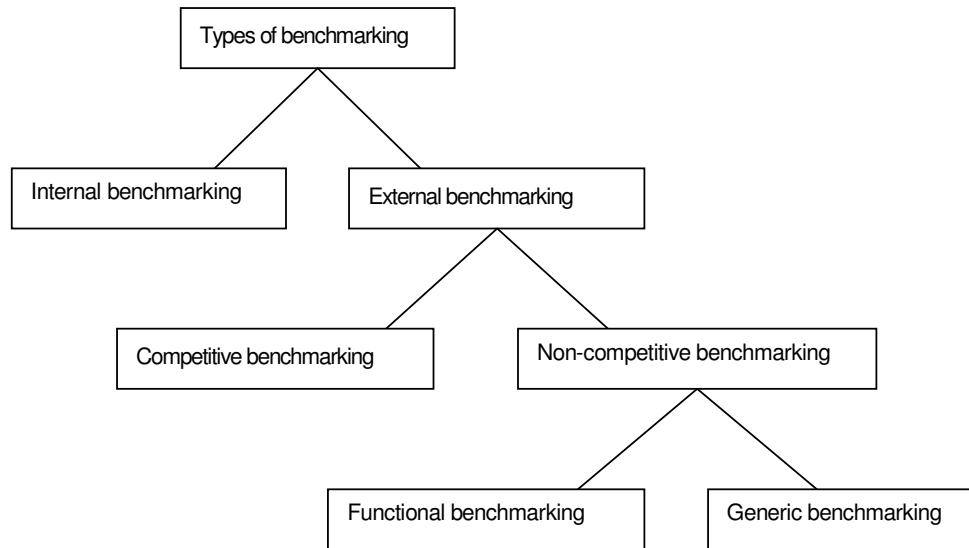 Types of benchmarking
Internal benchmarking
External benchmarking
Competitive benchmarking
Non-competitive benchmarking
Functional benchmarking
Generic benchmarking